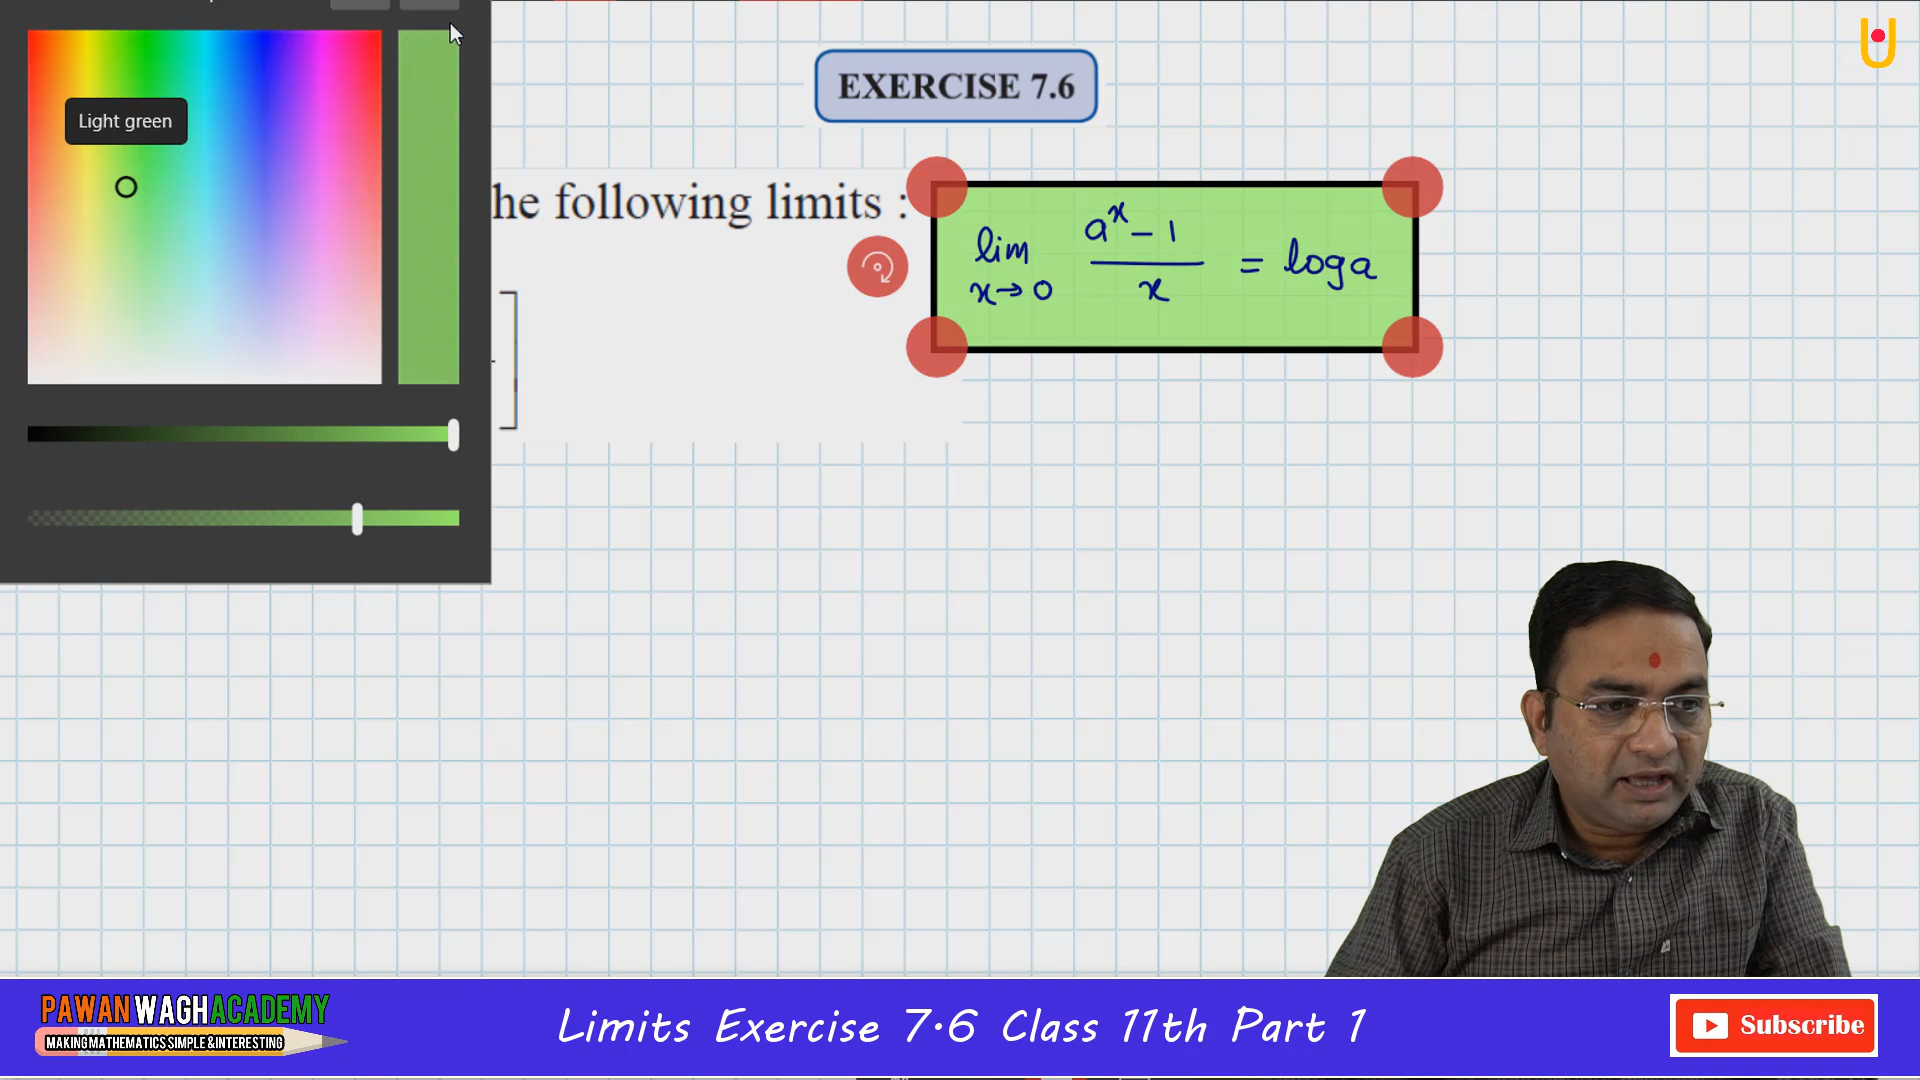 EXERCISE 7.6
Light green
he following limits :
lim x→0 a^x - 1 / x = log a
PAWAN WAGH ACADEMY
MAKING MATHEMATICS SIMPLE & INTERESTING
Limits Exercise 7.6 Class 11th Part 1
Subscribe